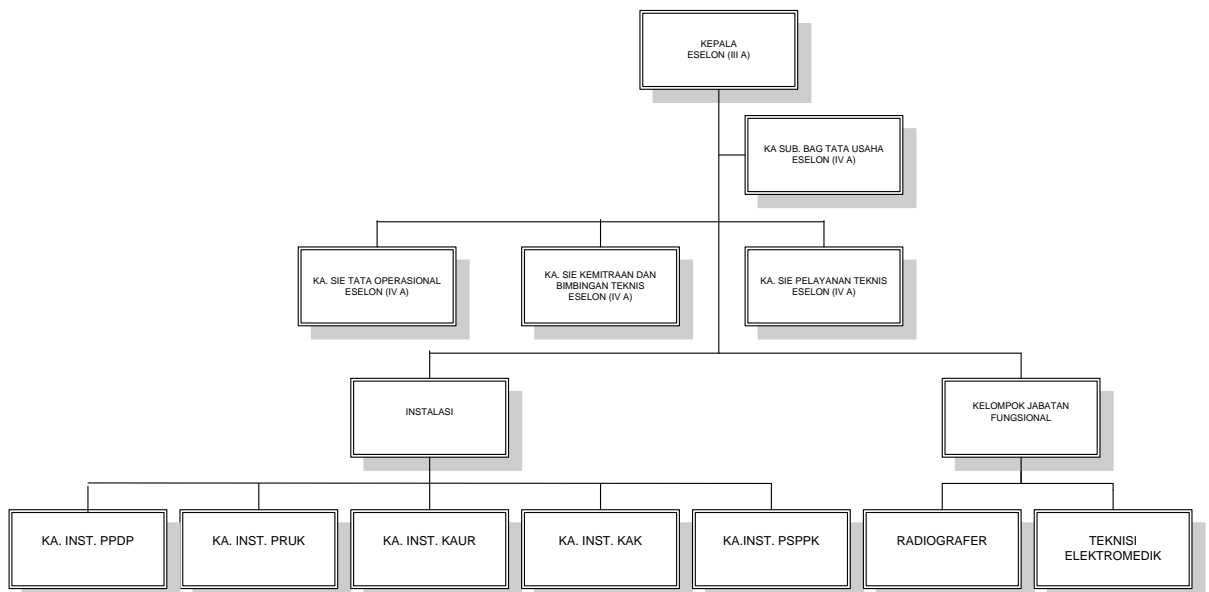 KEPALA
ESELON (III A)
KA SUB. BAG TATA USAHA
ESELON (IV A)
KA. SIE TATA OPERASIONAL
ESELON (IV A)
KA. SIE KEMITRAAN DAN
BIMBINGAN TEKNIS
ESELON (IV A)
KA. SIE PELAYANAN TEKNIS
ESELON (IV A)
INSTALASI
KELOMPOK JABATAN
FUNGSIONAL
KA. INST. PPDP
KA. INST. PRUK
KA. INST. KAUR
KA. INST. KAK
KA.INST. PSPPK
RADIOGRAFER
TEKNISI
ELEKTROMEDIK